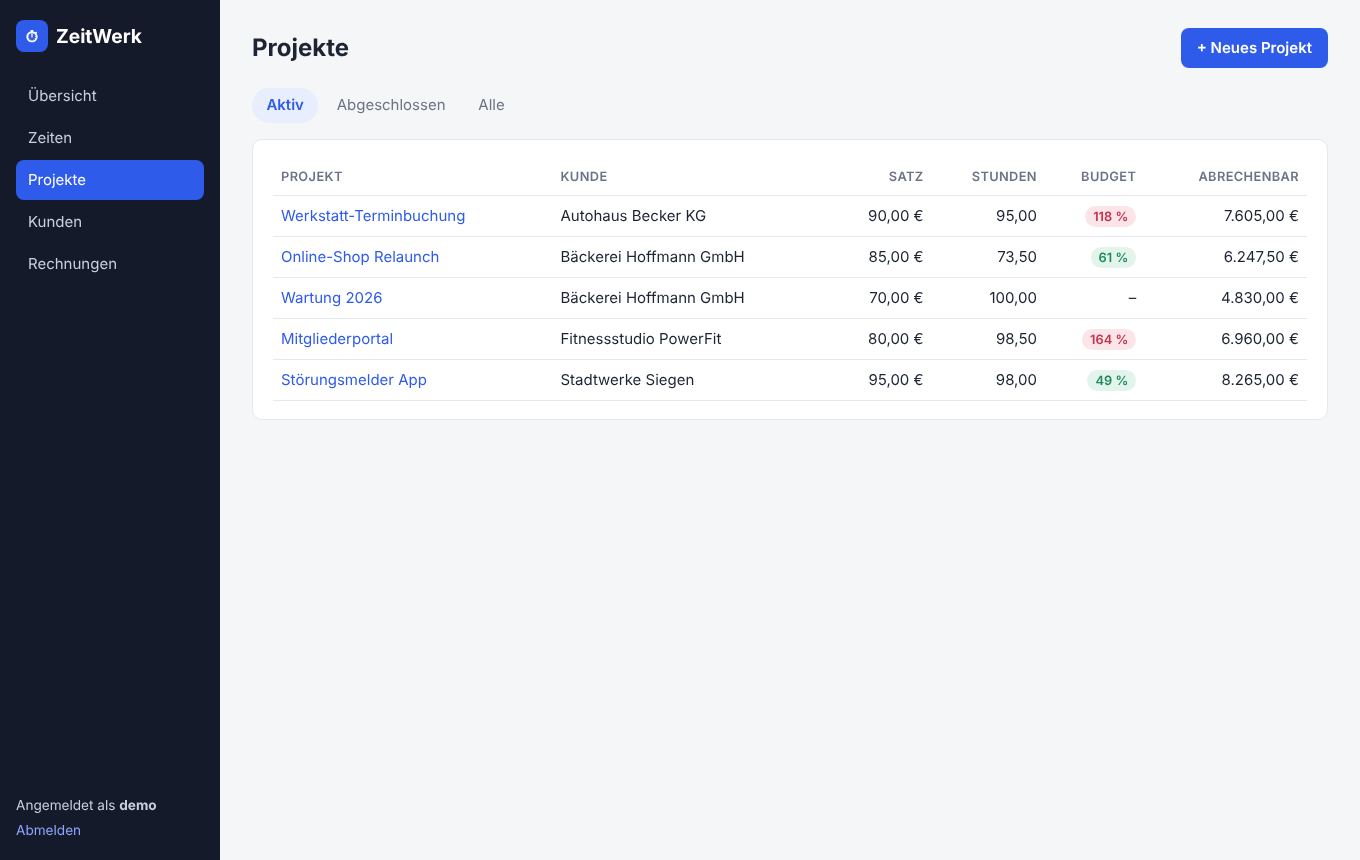 ZeitWerk
Übersicht
Zeiten
Projekte
Kunden
Rechnungen
Angemeldet als demo
Abmelden
Projekte
+ Neues Projekt
Aktiv Abgeschlossen Alle
PROJEKT KUNDE SATZ STUNDEN BUDGET ABRECHENBAR
Werkstatt-Terminbuchung Autohaus Becker KG 90,00 € 95,00 118 % 7.605,00 €
Online-Shop Relaunch Bäckerei Hoffmann GmbH 85,00 € 73,50 61 % 6.247,50 €
Wartung 2026 Bäckerei Hoffmann GmbH 70,00 € 100,00 – 4.830,00 €
Mitgliederportal Fitnessstudio PowerFit 80,00 € 98,50 164 % 6.960,00 €
Störungsmelder App Stadtwerke Siegen 95,00 € 98,00 49 % 8.265,00 €